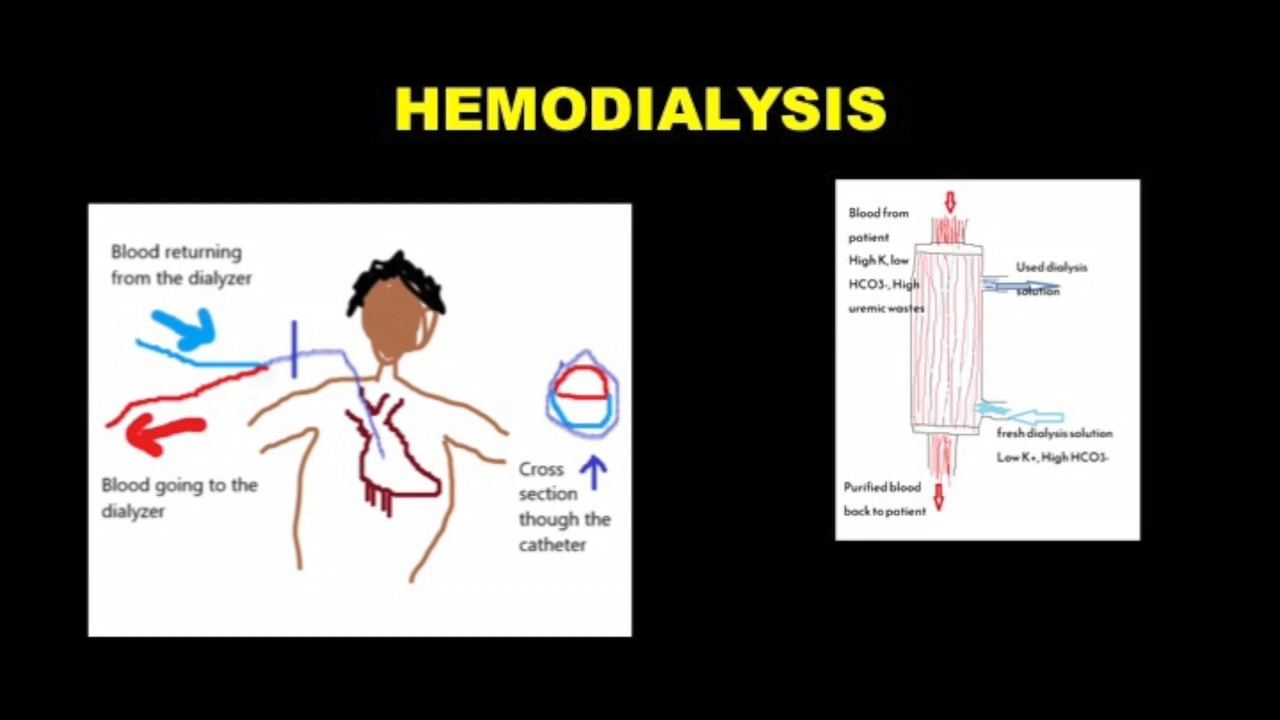 HEMODIALYSIS
Blood returning
from the dialyzer
Blood going to the
dialyzer
Cross
section
though the
catheter
Blood from
patient
High K, low
HCO3-, High
uremic wastes
Used dialysis
solution
fresh dialysis solution
Low K+, High HCO3-
Purified blood
back to patient